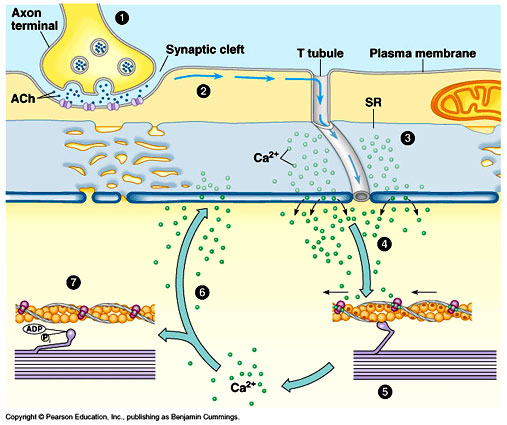 Axon
terminal
1
Synaptic cleft
T tubule
Plasma membrane
ACh
2
SR
3
Ca2+
4
7
6
ADP
Pi
Ca2+
5
Copyright © Pearson Education, Inc., publishing as Benjamin Cummings.